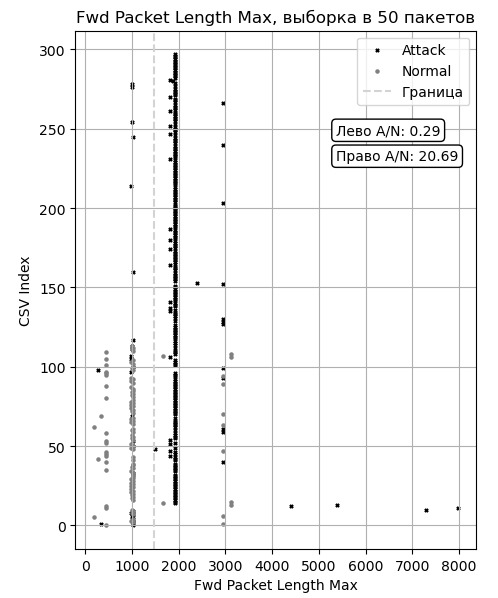 Fwd Packet Length Max, выборка в 50 пакетов
Attack
Normal
Граница
Лево A/N: 0.29
Право A/N: 20.69
300
250
200
150
100
50
0
CSV Index
0 1000 2000 3000 4000 5000 6000 7000 8000
Fwd Packet Length Max